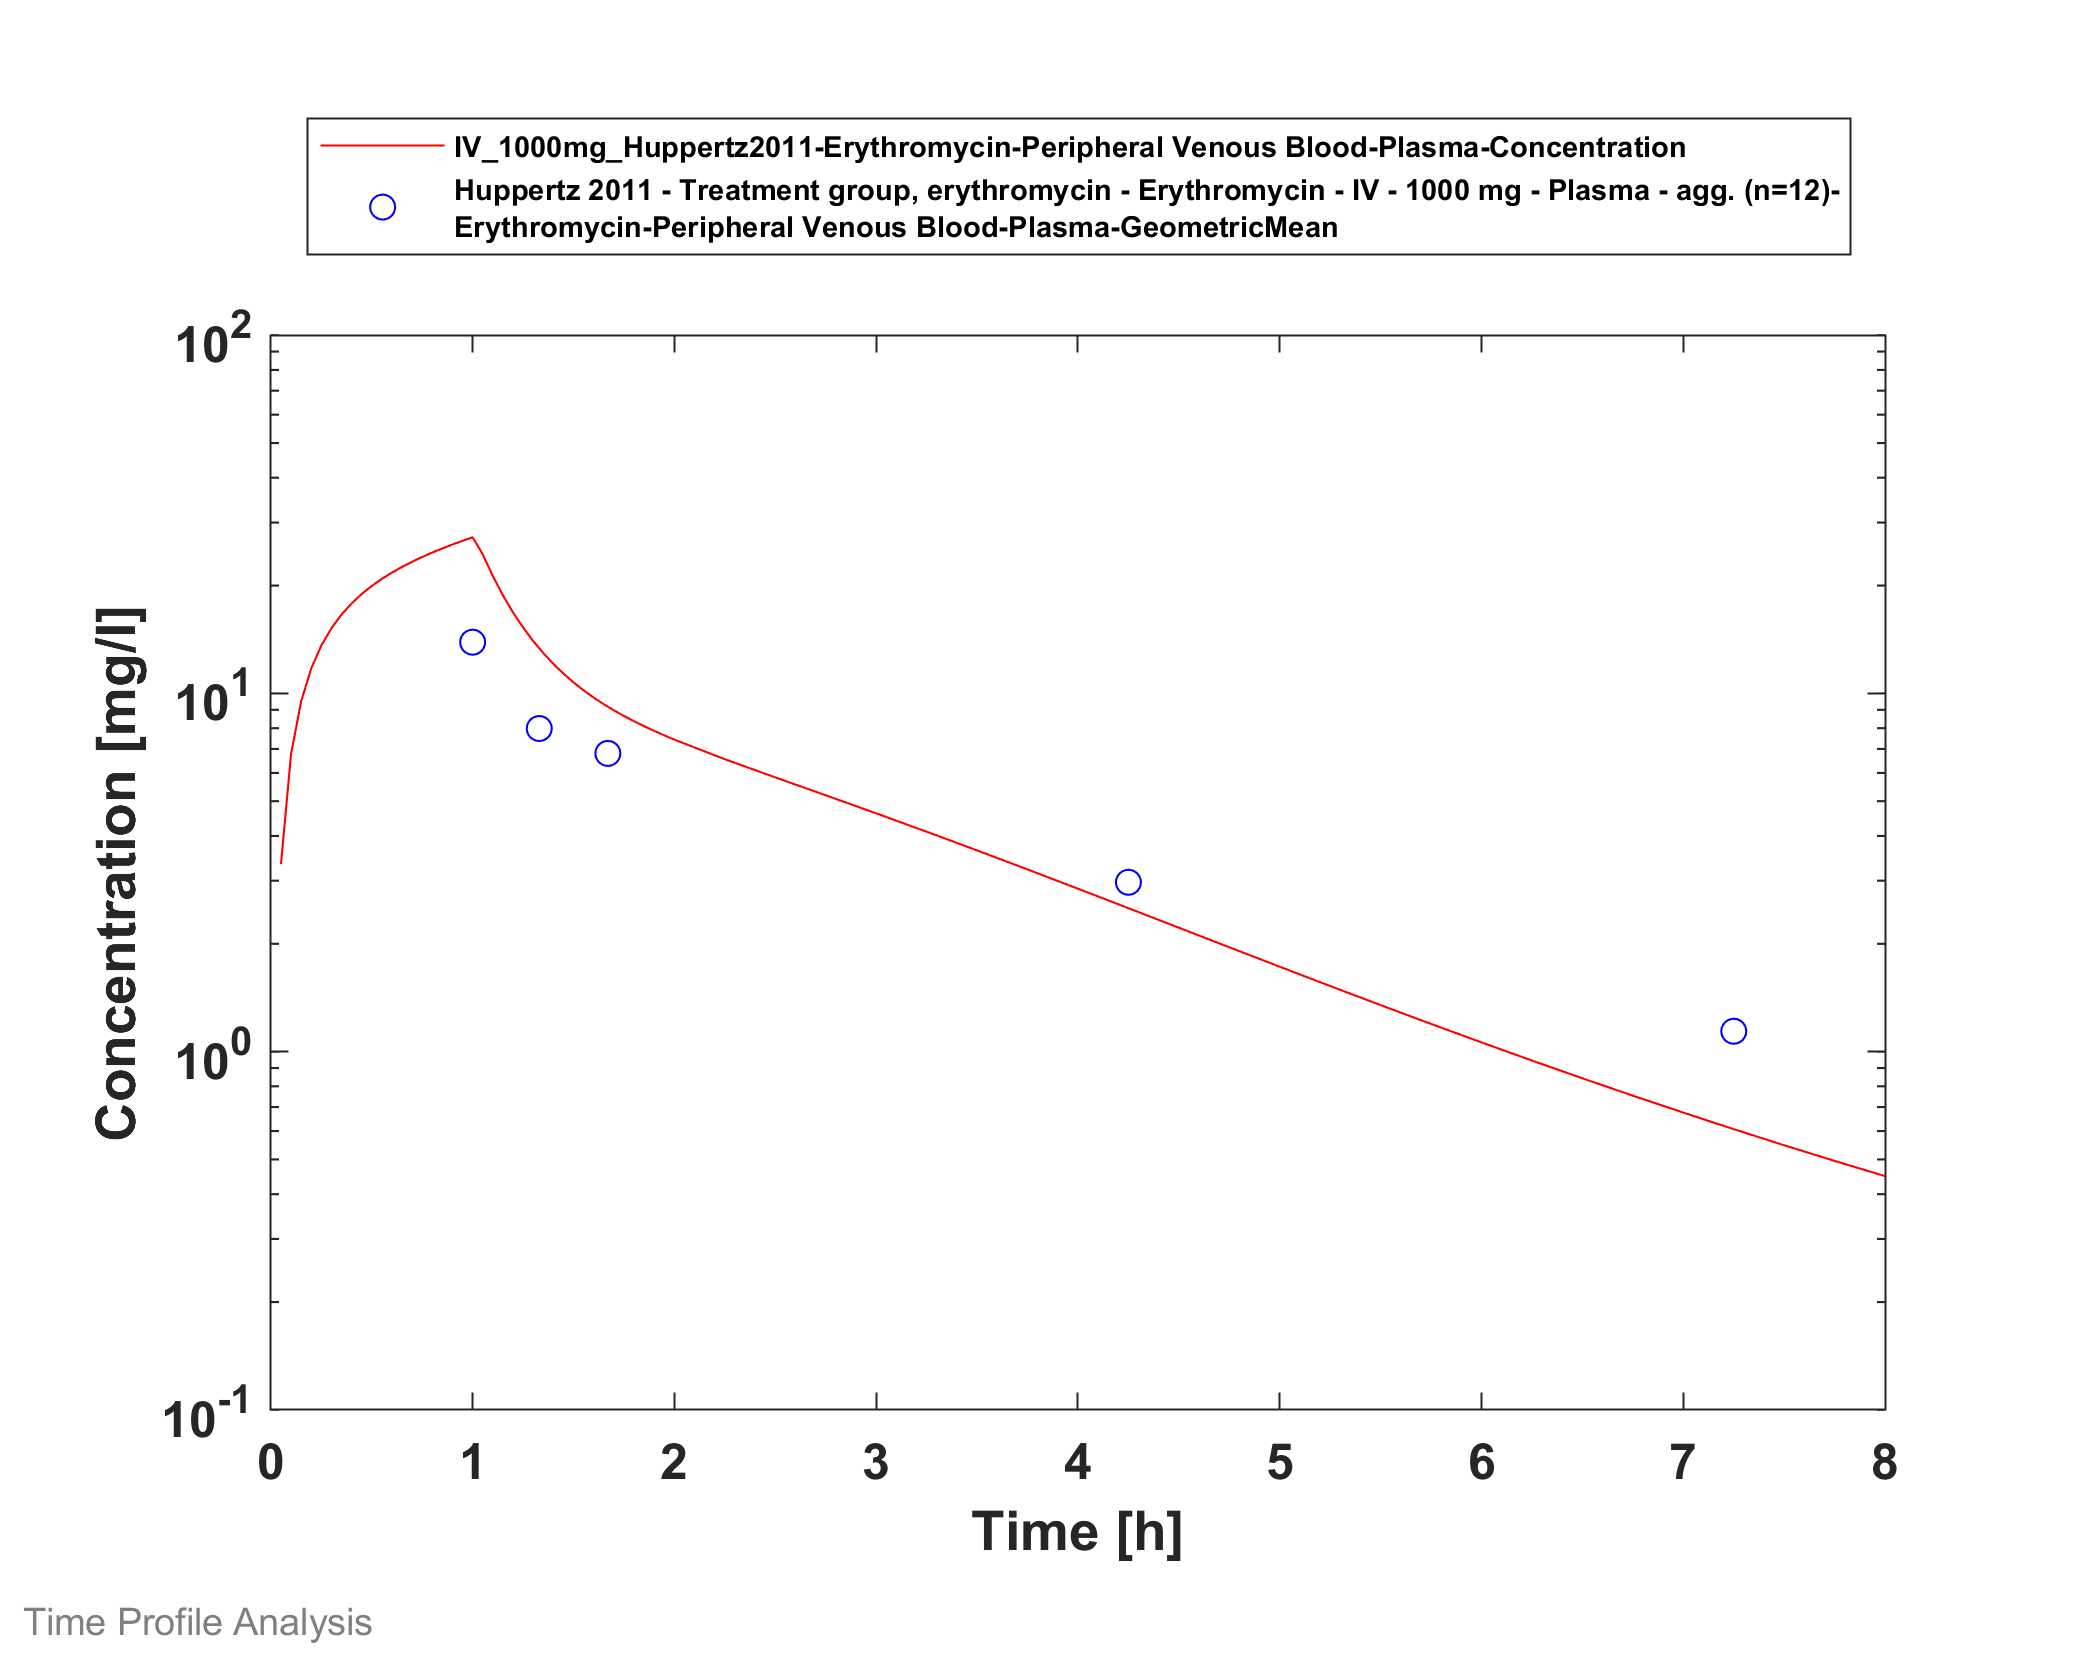 IV_1000mg_Huppertz2011-Erythromycin-Peripheral Venous Blood-Plasma-Concentration
Huppertz 2011 - Treatment group, erythromycin - Erythromycin - IV - 1000 mg - Plasma - agg. (n=12)-
Erythromycin-Peripheral Venous Blood-Plasma-GeometricMean
10^2
10^1
10^0
10^-1
Concentration [mg/l]
0 1 2 3 4 5 6 7 8
Time [h]
Time Profile Analysis